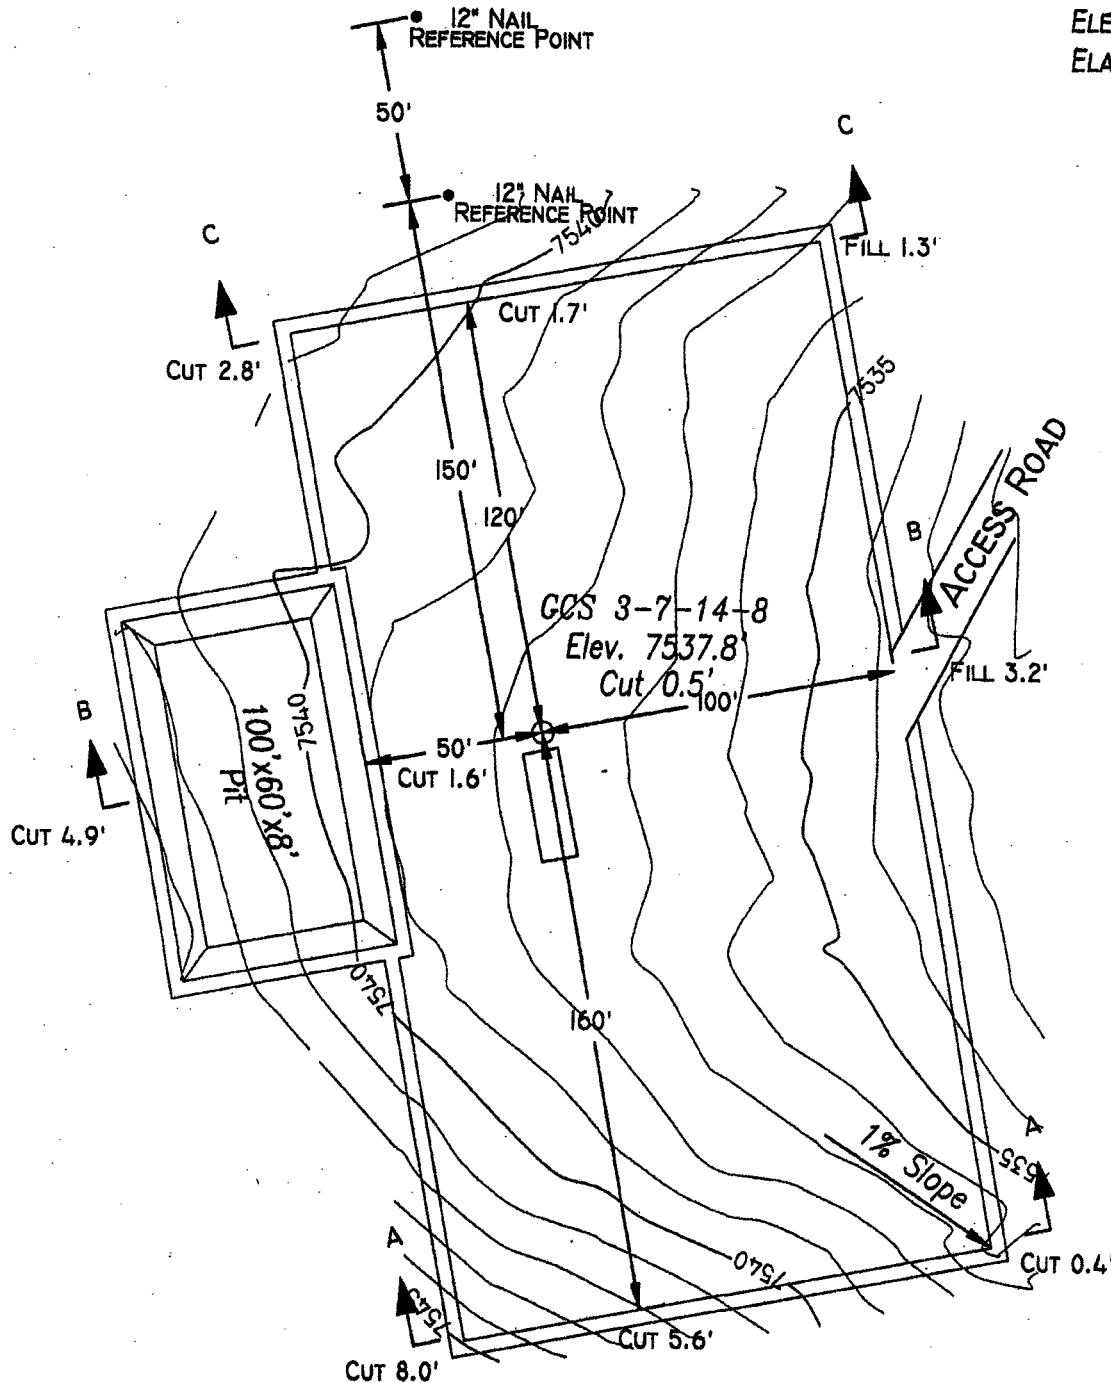 12" NAIL
REFERENCE POINT
ELE
ELA
50'
C
12" NAIL
REFERENCE POINT
C
7540
FILL 1.3'
CUT 1.7'
CUT 2.8'
7535
150'
120'
ACCESS ROAD
B
GCS 3-7-14-8
Elev. 7537.8'
Cut 0.5'
100'
FILL 3.2'
B
7540
100'x60'x8'
Pit
50'
CUT 1.6'
CUT 4.9'
7540
160'
A
1% Slope
7535
A
7540
CUT 0.4'
7545
CUT 5.6'
CUT 8.0'